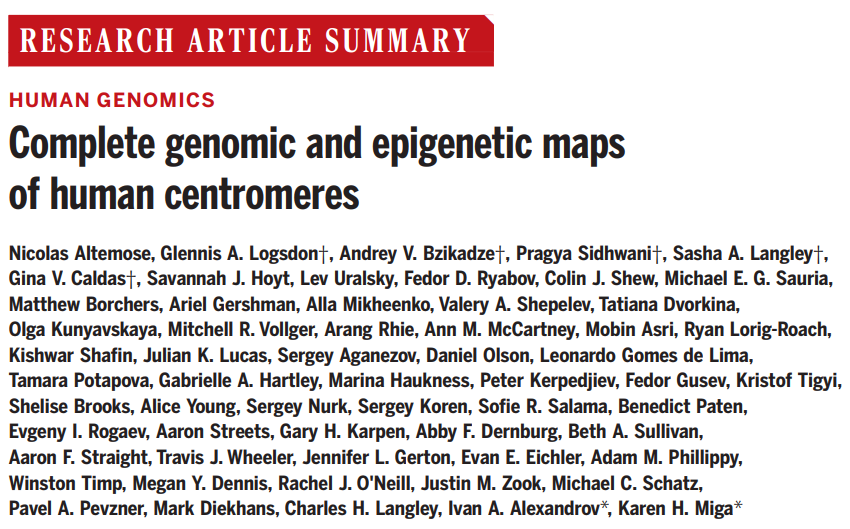 RESEARCH ARTICLE SUMMARY
HUMAN GENOMICS
Complete genomic and epigenetic maps
of human centromeres
Nicolas Altemose, Glennis A. Logsdon†, Andrey V. Bzikadze†, Pragya Sidhwani†, Sasha A. Langley†,
Gina V. Caldas†, Savannah J. Hoyt, Lev Uralsky, Fedor D. Ryabov, Colin J. Shew, Michael E. G. Sauria,
Matthew Borchers, Ariel Gershman, Alla Mikheenko, Valery A. Shepelev, Tatiana Dvorkina,
Olga Kunyavskaya, Mitchell R. Vollger, Arang Rhie, Ann M. McCartney, Mobin Asri, Ryan Lorig-Roach,
Kishwar Shafin, Julian K. Lucas, Sergey Aganezov, Daniel Olson, Leonardo Gomes de Lima,
Tamara Potapova, Gabrielle A. Hartley, Marina Haukness, Peter Kerpedjiev, Fedor Gusev, Kristof Tigyi,
Shelise Brooks, Alice Young, Sergey Nurk, Sergey Koren, Sofie R. Salama, Benedict Paten,
Evgeny I. Rogaev, Aaron Streets, Gary H. Karpen, Abby F. Dernburg, Beth A. Sullivan,
Aaron F. Straight, Travis J. Wheeler, Jennifer L. Gerton, Evan E. Eichler, Adam M. Phillippy,
Winston Timp, Megan Y. Dennis, Rachel J. O'Neill, Justin M. Zook, Michael C. Schatz,
Pavel A. Pevzner, Mark Diekhans, Charles H. Langley, Ivan A. Alexandrov*, Karen H. Miga*